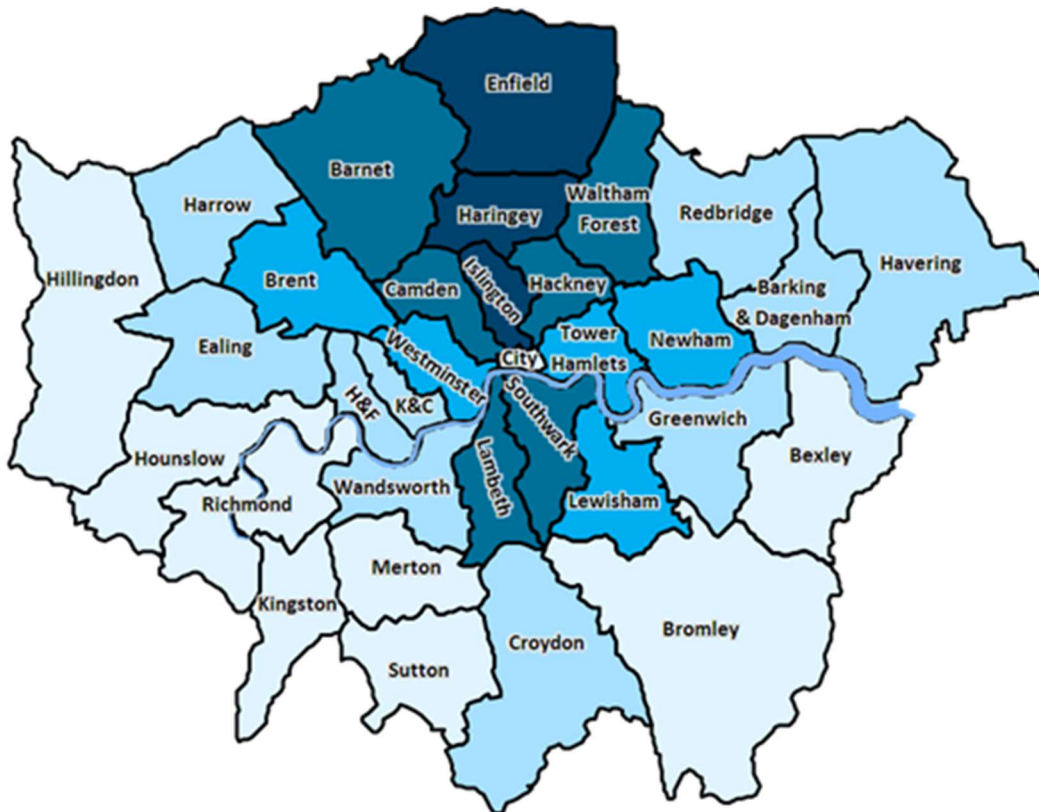 Enfield
Barnet
Waltham
Forest
Haringey
Harrow
Redbridge
Havering
Hillingdon
Brent
Camden
Islington
Hackney
Barking
& Dagenham
Ealing
Westminster
City
Tower
Hamlets
Newham
H&F
K&C
Southwark
Greenwich
Hounslow
Bexley
Richmond
Wandsworth
Lambeth
Lewisham
Merton
Kingston
Croydon
Bromley
Sutton